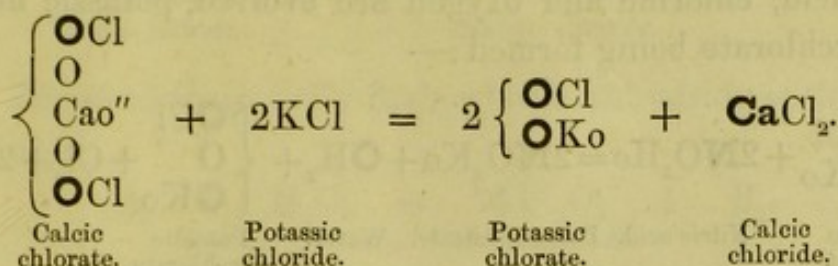 OCl
O
Cao″ + 2KCl = 2 { OCl OKo + CaCl₂.
O
OCl
Calcic chlorate. Potassic chloride. Potassic chlorate. Calcic chloride.